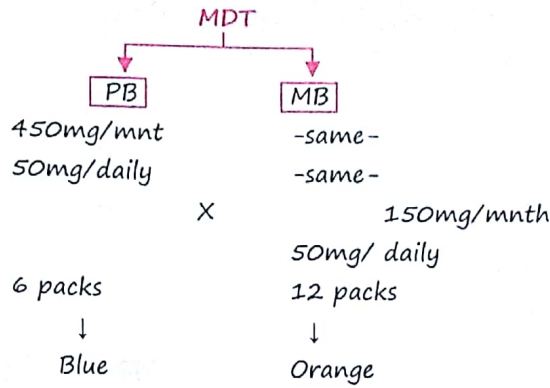 MDT
PB MB
450mg/mnt -same-
50mg/daily -same-
X 150mg/mnth
50mg/ daily
6 packs 12 packs
↓ ↓
Blue Orange